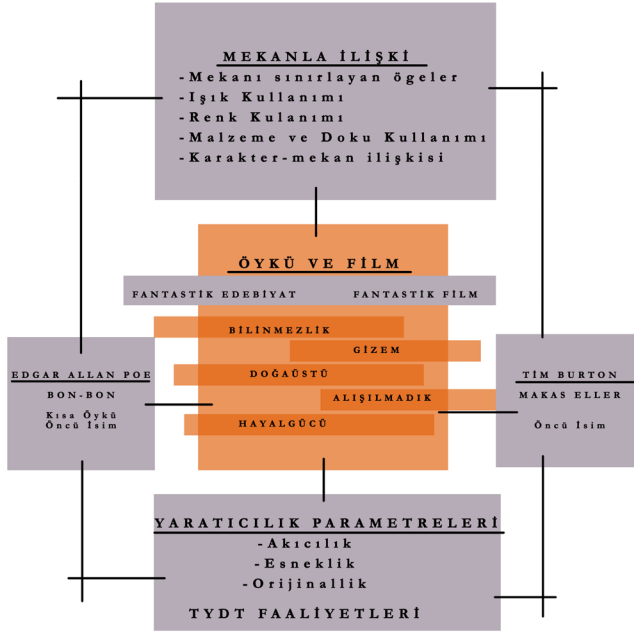 MEKANLA İLİŞKİ
-Mekanı sınırlayan ögeler
-Işık Kullanımı
-Renk Kulanımı
-Malzeme ve Doku Kullanımı
-Karakter-mekan ilişkisi
ÖYKÜ VE FİLM
FANTASTİK EDEBİYAT
FANTASTİK FİLM
BİLİNMEZLİK
GİZEM
DOĞAÜSTÜ
ALIŞILMADIK
HAYALGÜCÜ
EDGAR ALLAN POE
BON-BON
Kısa Öykü
Öncü İsim
TİM BURTON
MAKAS ELLER
Öncü İsim
YARATICILIK PARAMETRELERİ
-Akıcılık
-Esneklik
-Orijinallik
TYDT FAALİYETLERİ